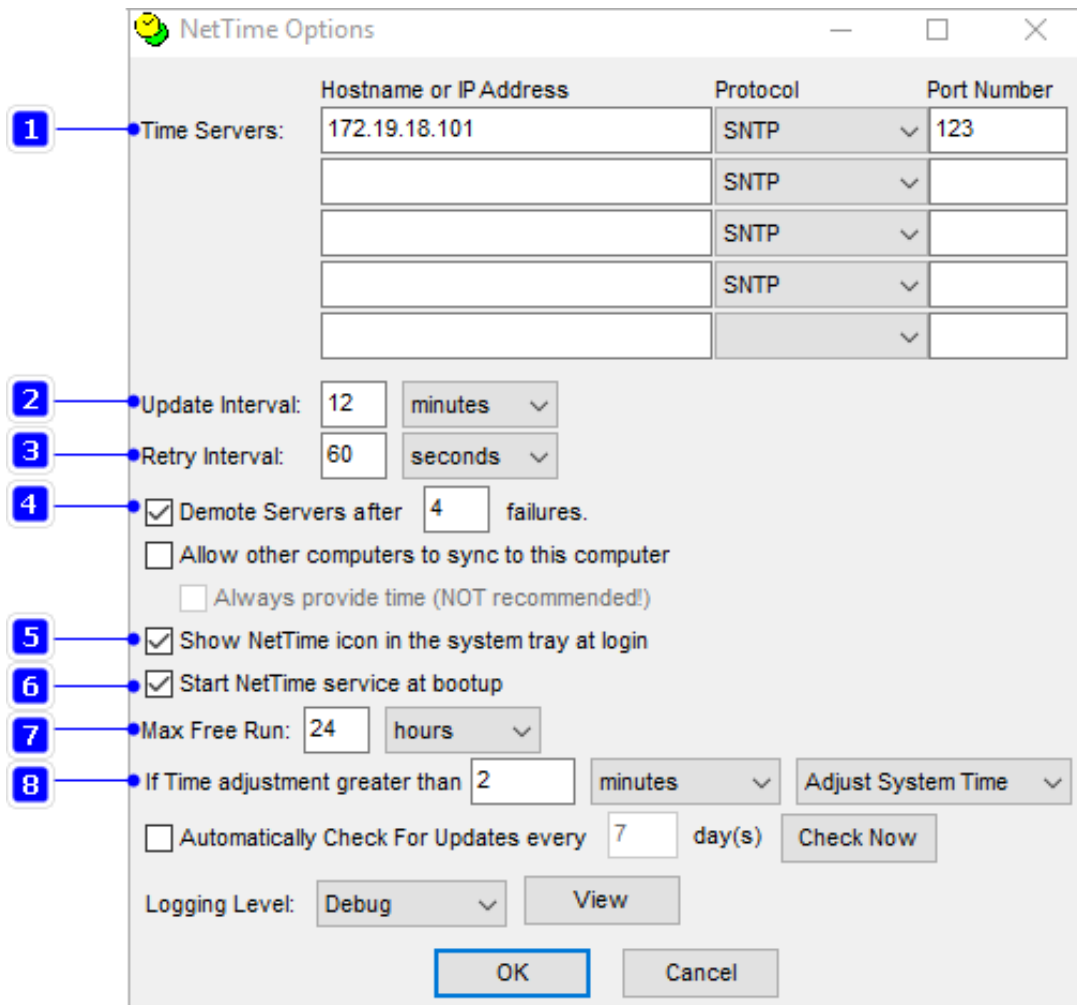 NetTime Options
Hostname or IP Address Protocol Port Number
1 Time Servers: 172.19.18.101 SNTP 123
SNTP
SNTP
SNTP
2 Update Interval: 12 minutes
3 Retry Interval: 60 seconds
4 Demote Servers after 4 failures.
Allow other computers to sync to this computer
Always provide time (NOT recommended!)
5 Show NetTime icon in the system tray at login
6 Start NetTime service at bootup
7 Max Free Run: 24 hours
8 If Time adjustment greater than 2 minutes Adjust System Time
Automatically Check For Updates every 7 day(s) Check Now
Logging Level: Debug View
OK Cancel